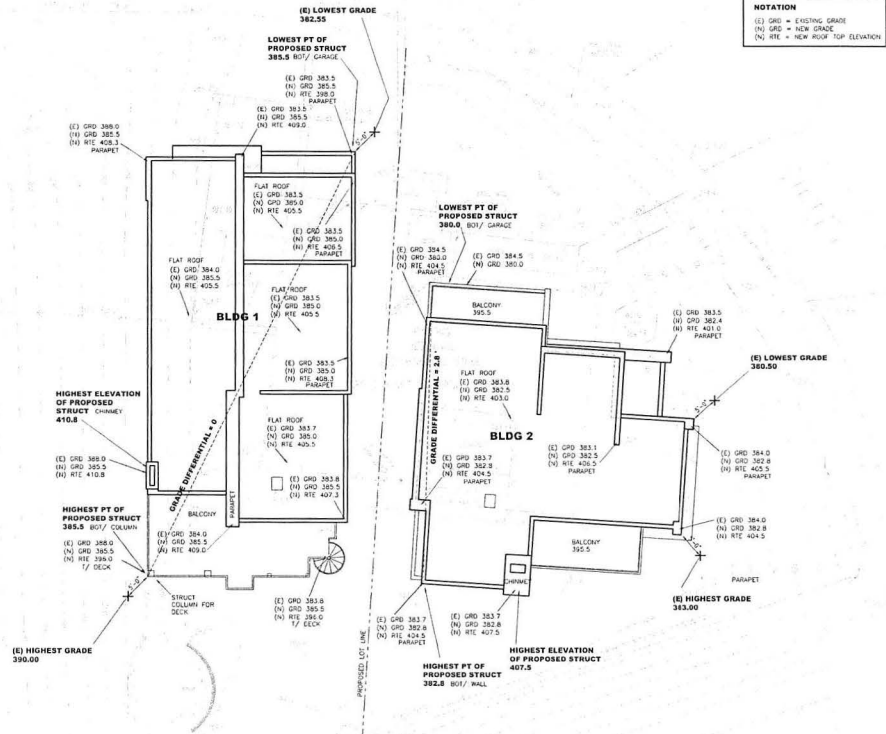 NOTATION
(E) GRD = EXISTING GRADE
(N) GRD = NEW GRADE
(N) RTE = NEW ROOF TOP ELEVATION
(E) LOWEST GRADE
382.55
LOWEST PT OF
PROPOSED STRUCT
385.5 BOT/ GARAGE
(E) GRD 383.5
(N) GRD 385.5
(N) RTE 398.0
PARAPET
(E) GRD 383.5
(N) GRD 385.5
(N) RTE 409.0
(E) GRD 388.0
(N) GRD 385.5
(N) RTE 408.3
PARAPET
5'-0"
FLAT ROOF
(E) GRD 383.5
(N) GRD 385.0
(N) RTE 405.5
(E) GRD 383.5
(N) GRD 385.0
(N) RTE 406.5
PARAPET
FLAT ROOF
(E) GRD 384.0
(N) GRD 385.5
(N) RTE 405.5
FLAT ROOF
(E) GRD 383.5
(N) GRD 385.0
(N) RTE 405.5
BLDG 1
(E) GRD 383.5
(N) GRD 385.0
(N) RTE 408.3
PARAPET
HIGHEST ELEVATION
OF PROPOSED
STRUCT CHIMNEY
410.8
FLAT ROOF
(E) GRD 383.7
(N) GRD 385.0
(N) RTE 405.5
(E) GRD 388.0
(N) GRD 385.5
(N) RTE 410.8
GRADE DIFFERENTIAL = 0
(E) GRD 383.8
(N) GRD 385.5
(N) RTE 407.3
HIGHEST PT OF
PROPOSED STRUCT
385.5 BOT/ COLUMN
BALCONY
PARAPET
(E) GRD 384.0
(N) GRD 385.5
(N) RTE 409.0
(E) GRD 388.0
(N) GRD 385.5
(N) RTE 396.0
T/ DECK
5'-0"
STRUCT
COLUMN FOR
DECK
(E) GRD 383.8
(N) GRD 385.5
(N) RTE 396.0
T/ DECK
(E) HIGHEST GRADE
390.00
PROPOSED LOT LINE
LOWEST PT OF
PROPOSED STRUCT
380.0 BOT/ GARAGE
(E) GRD 384.5
(N) GRD 380.0
(N) RTE 404.5
PARAPET
(E) GRD 384.5
(N) GRD 380.0
BALCONY
395.5
(E) GRD 383.5
(N) GRD 382.4
(N) RTE 401.0
PARAPET
(E) LOWEST GRADE
380.50
5'-0"
GRADE DIFFERENTIAL = 2.8 '
FLAT ROOF
(E) GRD 383.8
(N) GRD 382.5
(N) RTE 403.0
BLDG 2
(E) GRD 383.7
(N) GRD 382.8
(N) RTE 404.5
PARAPET
(E) GRD 383.1
(N) GRD 382.5
(N) RTE 406.5
PARAPET
(E) GRD 384.0
(N) GRD 382.8
(N) RTE 405.5
PARAPET
(E) GRD 384.0
(N) GRD 382.8
(N) RTE 404.5
BALCONY
395.5
5'-0"
PARAPET
CHIMNEY
(E) HIGHEST GRADE
383.00
(E) GRD 383.7
(N) GRD 382.8
(N) RTE 404.5
PARAPET
(E) GRD 383.7
(N) GRD 382.8
(N) RTE 407.5
HIGHEST PT OF
PROPOSED STRUCT
382.8 BOT/ WALL
HIGHEST ELEVATION
OF PROPOSED STRUCT
407.5